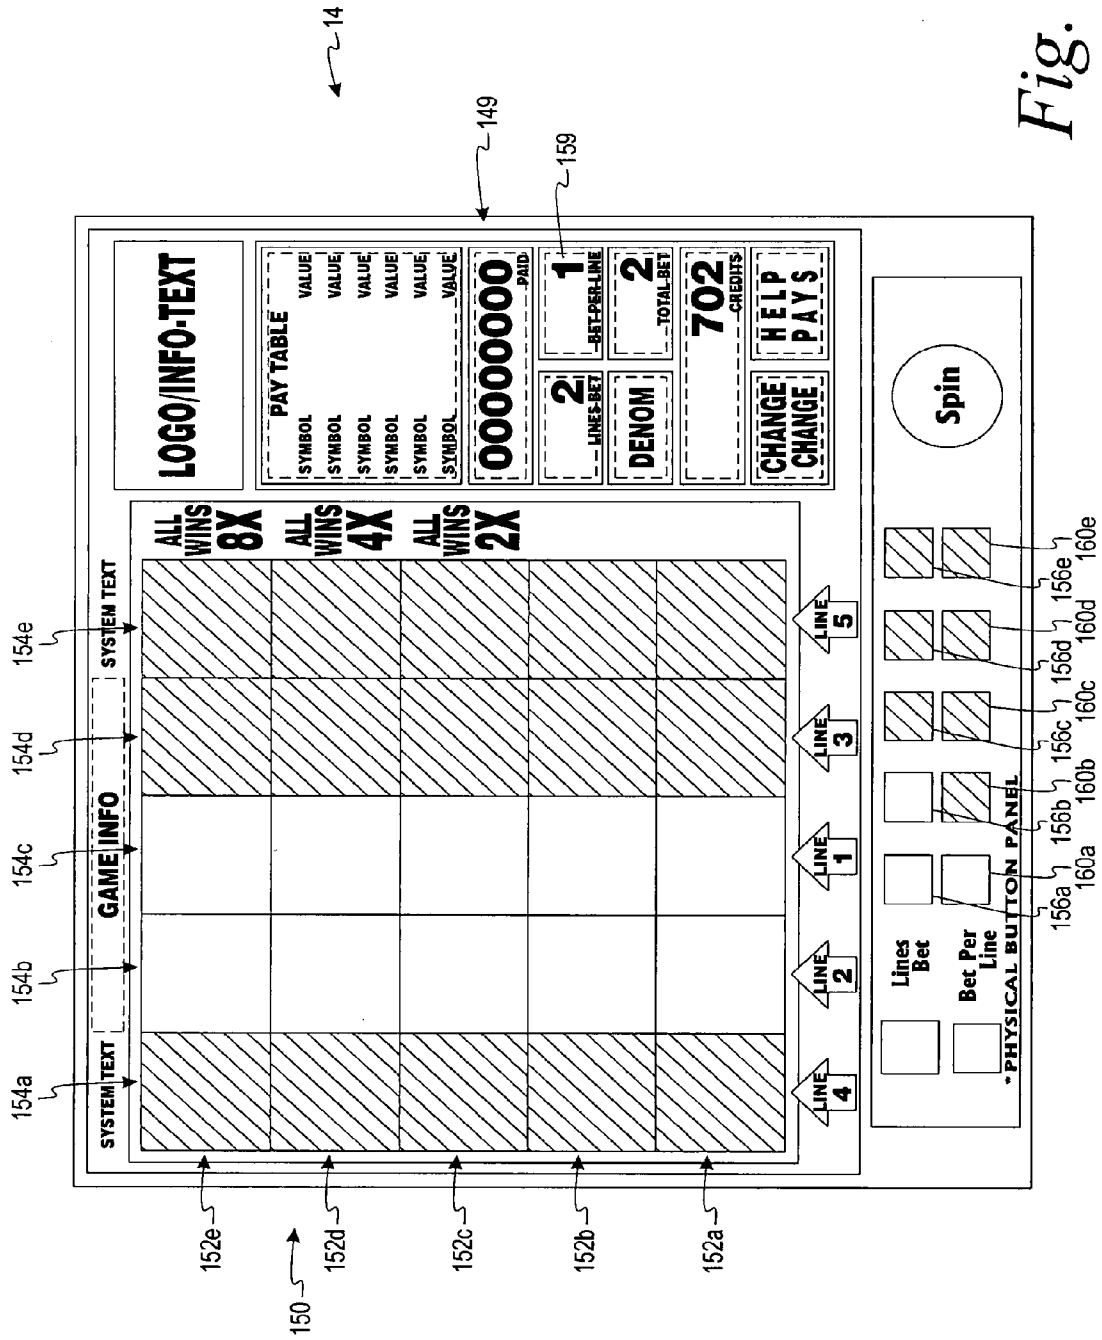 14
149
159
154a
154b
154c
154d
154e
SYSTEM TEXT
GAME INFO
SYSTEM TEXT
LOGO/INFO-TEXT
152e
152d
152c
152b
152a
150
ALL
WINS
8X
ALL
WINS
4X
ALL
WINS
2X
PAY TABLE
SYMBOL VALUE
SYMBOL VALUE
SYMBOL VALUE
SYMBOL VALUE
SYMBOL VALUE
SYMBOL VALUE
00000000
PAID
2
LINES-BET
1
BET-PER-LINE
DENOM
2
TOTAL-BET
702
CREDITS
CHANGE
CHANGE
HELP
PAYS
LINE
4
LINE
2
LINE
1
LINE
3
LINE
5
Lines
Bet
Bet Per
Line
Spin
*PHYSICAL BUTTON PANEL
156a
156b
156c
156d
156e
160a
160b
160c
160d
160e
Fig.